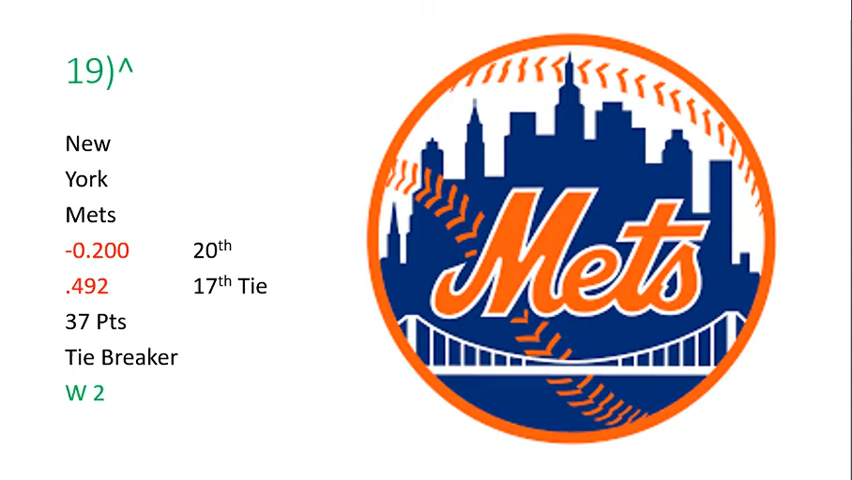 19)^
New
York
Mets
-0.200 20th
.492 17th Tie
37 Pts
Tie Breaker
W 2
Mets